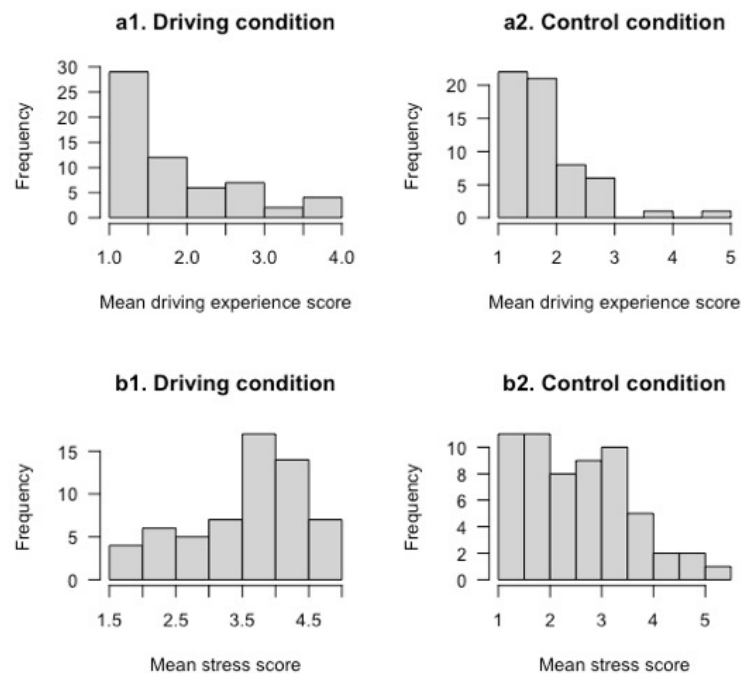 a1. Driving condition
Frequency
30
25
20
15
10
5
0
1.0 2.0 3.0 4.0
Mean driving experience score
a2. Control condition
Frequency
20
15
10
5
0
1 2 3 4 5
Mean driving experience score
b1. Driving condition
Frequency
15
10
5
0
1.5 2.5 3.5 4.5
Mean stress score
b2. Control condition
Frequency
10
8
6
4
2
0
1 2 3 4 5
Mean stress score